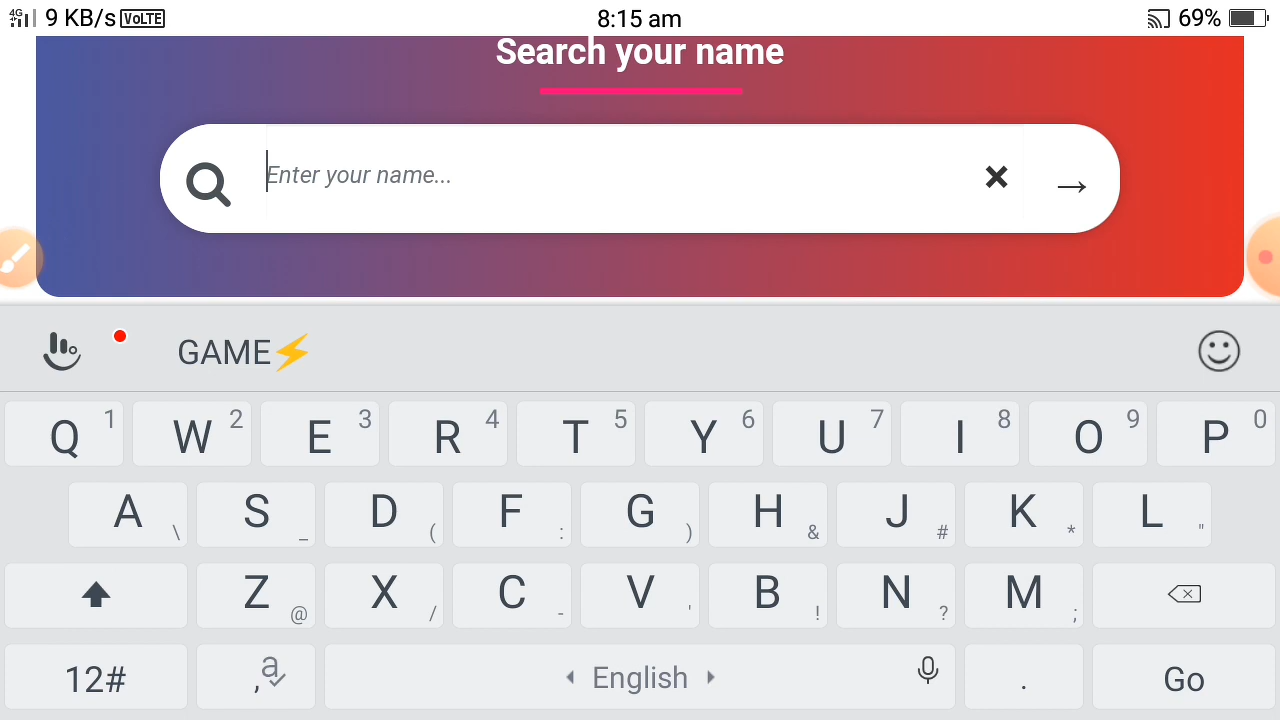 4G 9 KB/s VoLTE 8:15 am 69%
Search your name
Enter your name... × →
GAME⚡
Q 1 W 2 E 3 R 4 T 5 Y 6 U 7 I 8 O 9 P 0
A \ S _ D ( F : G ) H & J # K * L "
Z @ X / C - V ' B ! N ? M ;
12# , a English . Go